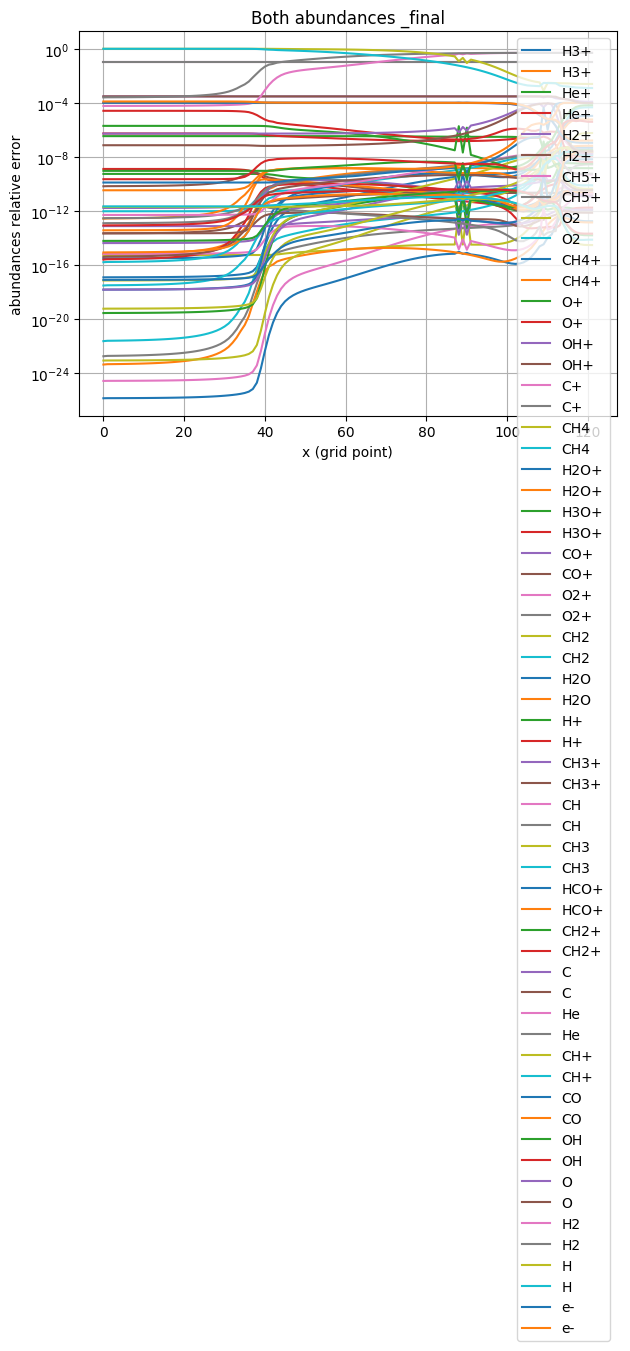 Both abundances _final
abundances relative error
10⁰
10⁻⁴
10⁻⁸
10⁻¹²
10⁻¹⁶
10⁻²⁰
10⁻²⁴
0
20
40
60
80
100
120
x (grid point)
H3+
H3+
He+
He+
H2+
H2+
CH5+
CH5+
O2
O2
CH4+
CH4+
O+
O+
OH+
OH+
C+
C+
CH4
CH4
H2O+
H2O+
H3O+
H3O+
CO+
CO+
O2+
O2+
CH2
CH2
H2O
H2O
H+
H+
CH3+
CH3+
CH
CH
CH3
CH3
HCO+
HCO+
CH2+
CH2+
C
C
He
He
CH+
CH+
CO
CO
OH
OH
O
O
H2
H2
H
H
e-
e-